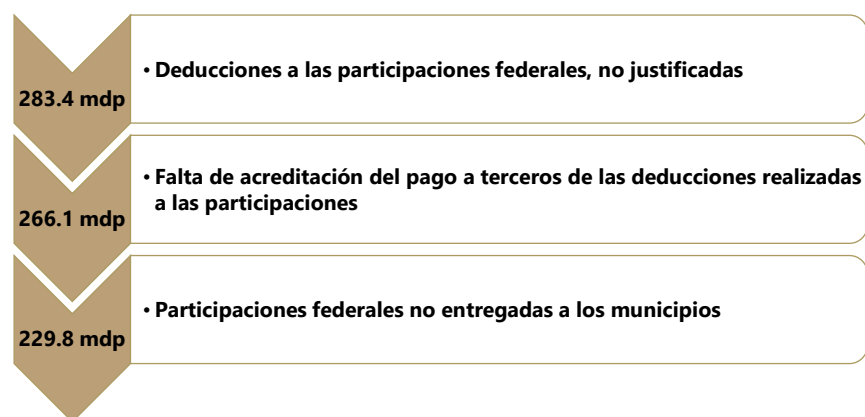 283.4 mdp
• Deducciones a las participaciones federales, no justificadas
266.1 mdp
• Falta de acreditación del pago a terceros de las deducciones realizadas
a las participaciones
229.8 mdp
• Participaciones federales no entregadas a los municipios